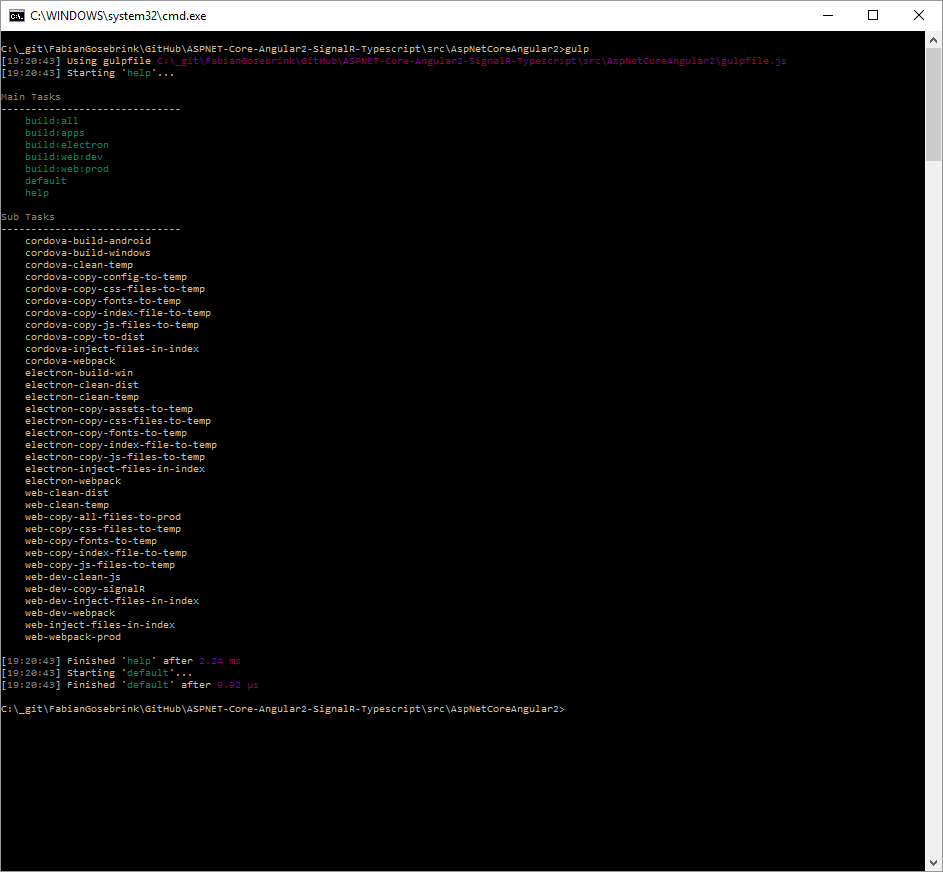 C:\WINDOWS\system32\cmd.exe
C:\_git\FabianGosebrink\GitHub\ASPNET-Core-Angular2-SignalR-Typescript\src\AspNetCoreAngular2>gulp
[19:20:43] Using gulpfile C:\_git\FabianGosebrink\GitHub\ASPNET-Core-Angular2-SignalR-Typescript\src\AspNetCoreAngular2\gulpfile.js
[19:20:43] Starting 'help'...
Main Tasks
------------------------------
build:all
build:apps
build:electron
build:web:dev
build:web:prod
default
help
Sub Tasks
------------------------------
cordova-build-android
cordova-build-windows
cordova-clean-temp
cordova-copy-config-to-temp
cordova-copy-css-files-to-temp
cordova-copy-fonts-to-temp
cordova-copy-index-file-to-temp
cordova-copy-js-files-to-temp
cordova-copy-to-dist
cordova-inject-files-in-index
cordova-webpack
electron-build-win
electron-clean-dist
electron-clean-temp
electron-copy-assets-to-temp
electron-copy-css-files-to-temp
electron-copy-fonts-to-temp
electron-copy-index-file-to-temp
electron-copy-js-files-to-temp
electron-inject-files-in-index
electron-webpack
web-clean-dist
web-clean-temp
web-copy-all-files-to-prod
web-copy-css-files-to-temp
web-copy-fonts-to-temp
web-copy-index-file-to-temp
web-copy-js-files-to-temp
web-dev-clean-js
web-dev-copy-signalR
web-dev-inject-files-in-index
web-dev-webpack
web-inject-files-in-index
web-webpack-prod
[19:20:43] Finished 'help' after 2.24 ms
[19:20:43] Starting 'default'...
[19:20:43] Finished 'default' after 9.92 μs
C:\_git\FabianGosebrink\GitHub\ASPNET-Core-Angular2-SignalR-Typescript\src\AspNetCoreAngular2>